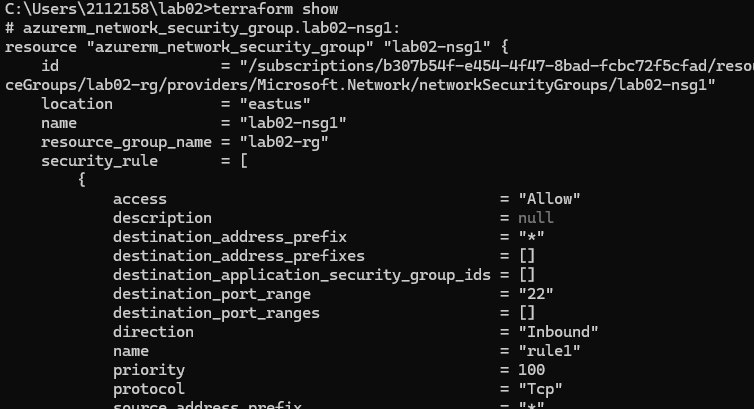 C:\Users\2112158\lab02>terraform show
# azurerm_network_security_group.lab02-nsg1:
resource "azurerm_network_security_group" "lab02-nsg1" {
    id                  = "/subscriptions/b307b54f-e454-4f47-8bad-fcbc72f5cfad/resou
ceGroups/lab02-rg/providers/Microsoft.Network/networkSecurityGroups/lab02-nsg1"
    location            = "eastus"
    name                = "lab02-nsg1"
    resource_group_name = "lab02-rg"
    security_rule       = [
        {
            access                                     = "Allow"
            description                                = null
            destination_address_prefix                 = "*"
            destination_address_prefixes               = []
            destination_application_security_group_ids = []
            destination_port_range                     = "22"
            destination_port_ranges                    = []
            direction                                  = "Inbound"
            name                                       = "rule1"
            priority                                   = 100
            protocol                                   = "Tcp"
            source_address_prefix                      = "*"